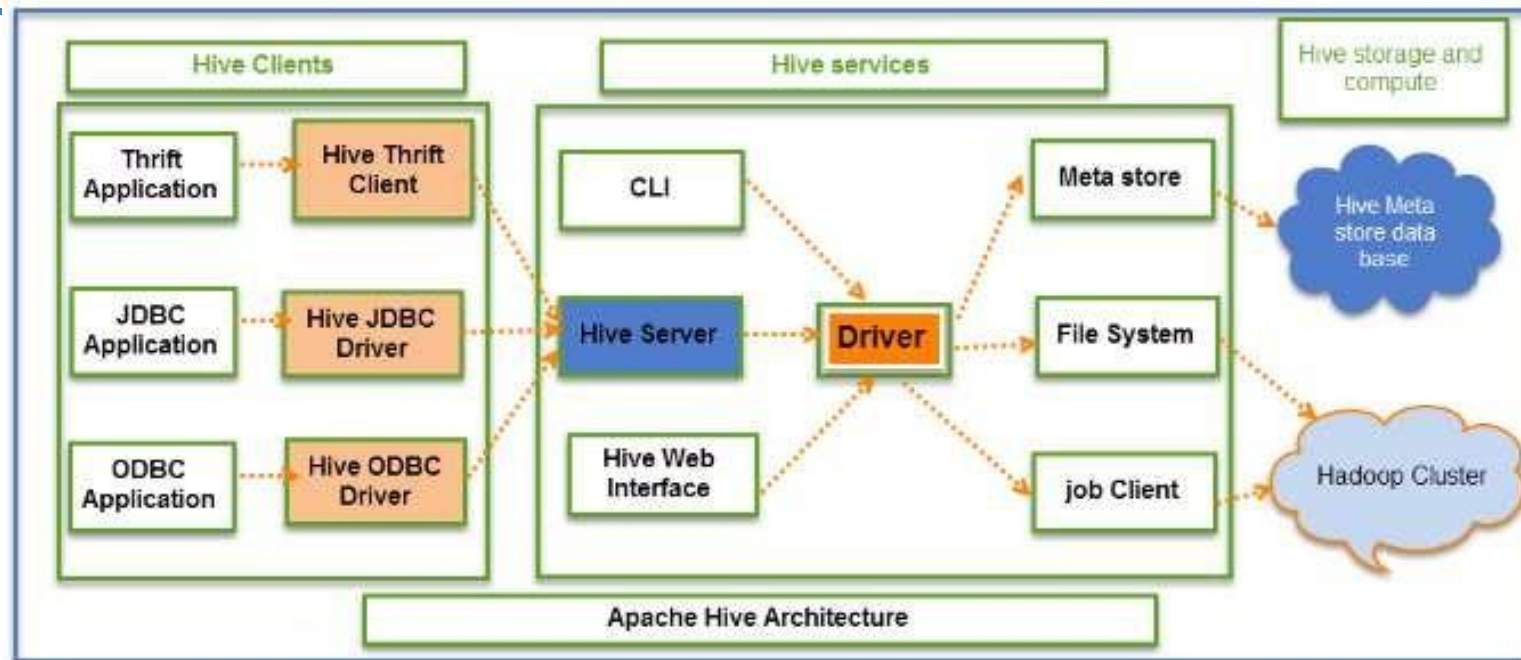 Hive Clients
Hive services
Hive storage and
compute
Thrift
Application
Hive Thrift
Client
CLI
Meta store
Hive Meta
store data
base
JDBC
Application
Hive JDBC
Driver
Hive Server
Driver
File System
ODBC
Application
Hive ODBC
Driver
Hive Web
Interface
job Client
Hadoop Cluster
Apache Hive Architecture